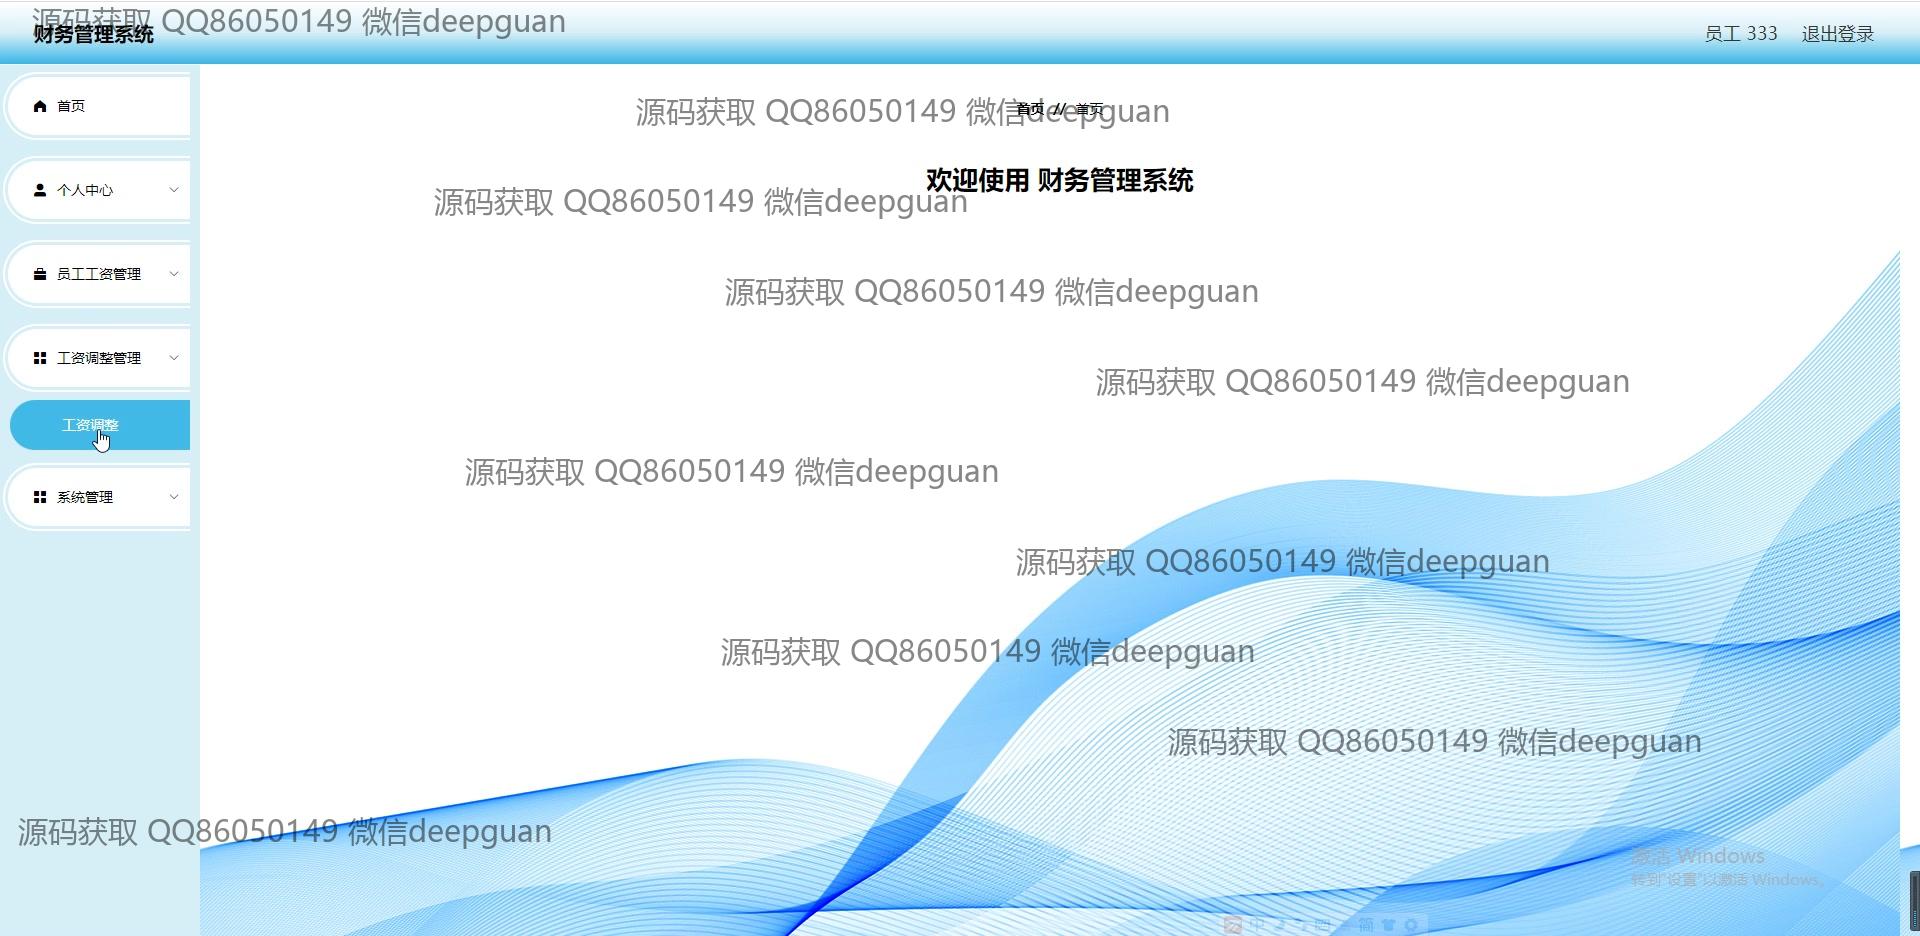 源码获取 QQ86050149 微信deepguan
财务管理系统
员工 333
退出登录
首页
源码获取 QQ86050149 微信deepguan
首页 // 首页
个人中心
欢迎使用 财务管理系统
源码获取 QQ86050149 微信deepguan
员工工资管理
源码获取 QQ86050149 微信deepguan
工资调整管理
源码获取 QQ86050149 微信deepguan
工资调整
源码获取 QQ86050149 微信deepguan
系统管理
源码获取 QQ86050149 微信deepguan
源码获取 QQ86050149 微信deepguan
源码获取 QQ86050149 微信deepguan
源码获取 QQ86050149 微信deepguan
激活 Windows
转到"设置"以激活 Windows。
中
简